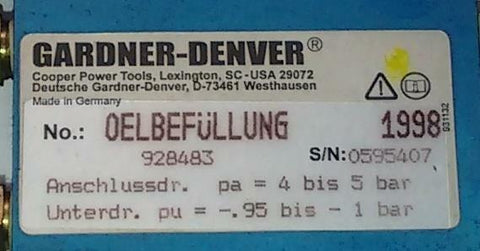 GARDNER-DENVER®
Cooper Power Tools, Lexington, SC-USA 29072
Deutsche Gardner-Denver, D-73461 Westhausen
Made in Germany
931132
No.: OELBEFÜLLUNG 1998
928483 S/N: 0595407
Anschlussdr. pa = 4 bis 5 bar
Unterdr. pu = -.95 bis - 1 bar